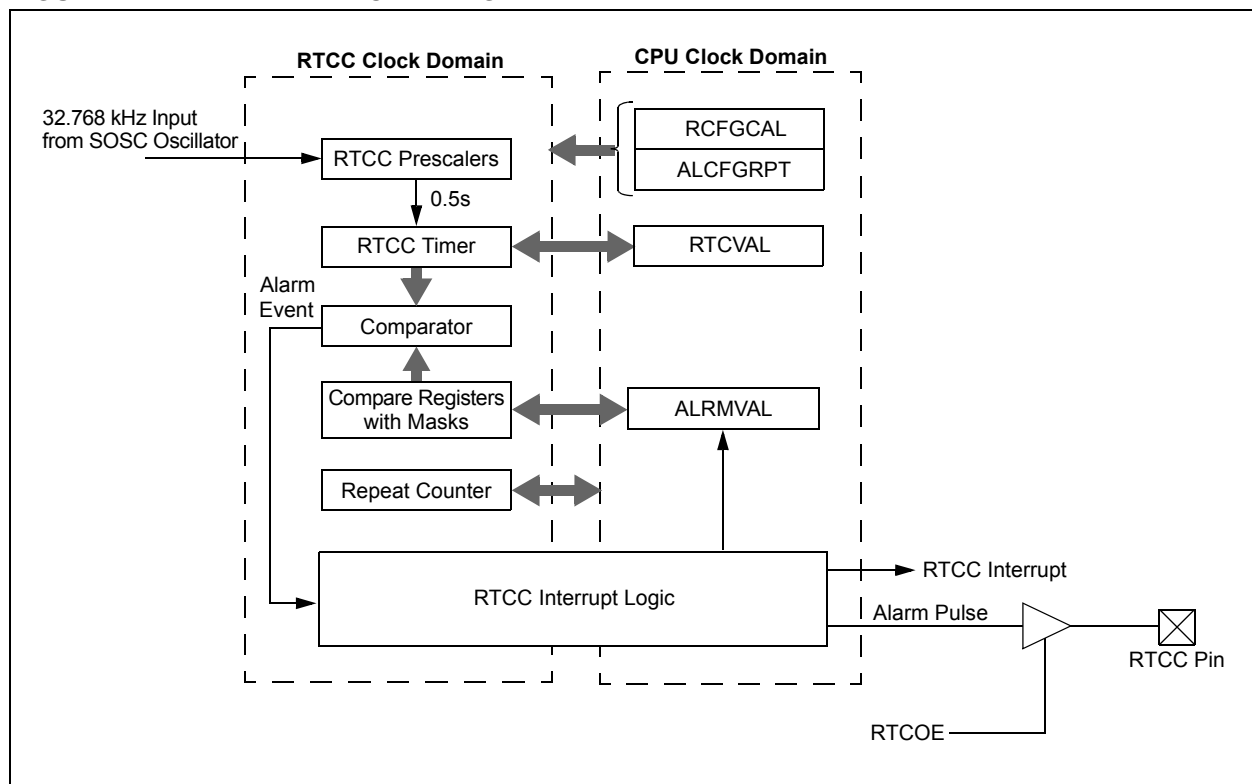 RTCC Clock Domain
CPU Clock Domain
32.768 kHz Input
from SOSC Oscillator
RTCC Prescalers
RCFGCAL
ALCFGRPT
0.5s
RTCC Timer
RTCVAL
Alarm
Event
Comparator
Compare Registers
with Masks
ALRMVAL
Repeat Counter
RTCC Interrupt Logic
RTCC Interrupt
Alarm Pulse
RTCC Pin
RTCOE